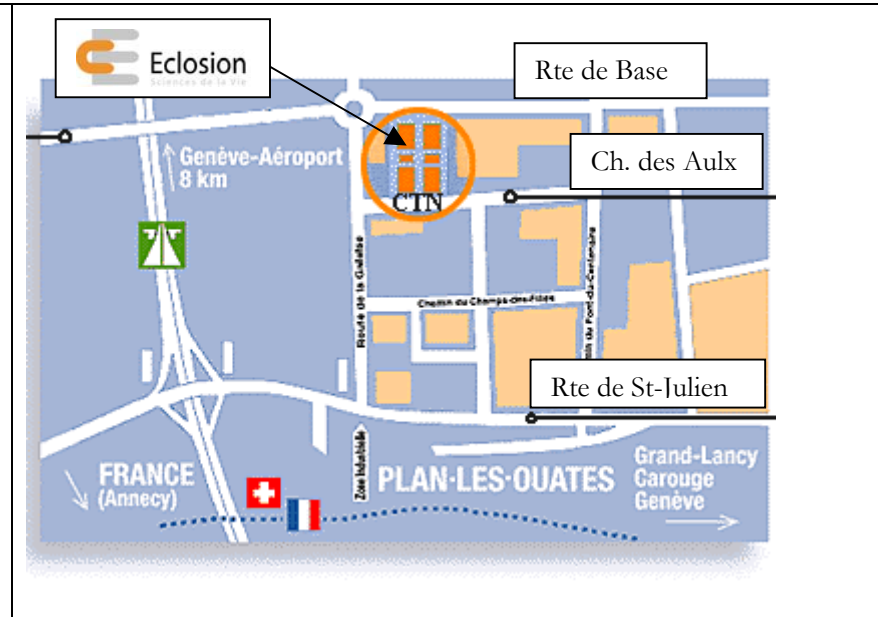 Eclosion
Sciences de la Vie
Rte de Base
Genève-Aéroport
8 km
Ch. des Aulx
CTN
Route de la Galaise
Chemin du Champs-des-Filles
min du Pont-du-Centenaire
Rte de St-Julien
Zone Industrielle
FRANCE
(Annecy)
PLAN-LES-OUATES
Grand-Lancy
Carouge
Genève